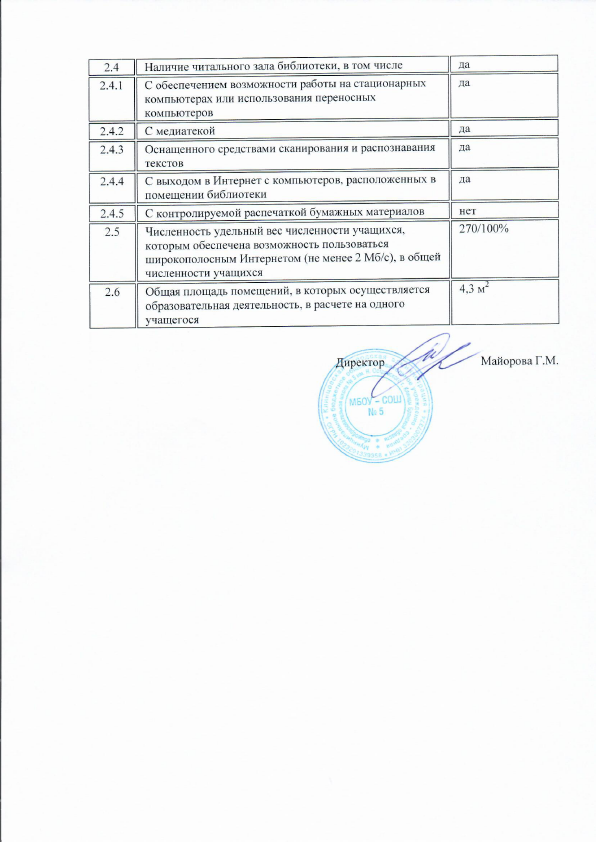 2.4 Наличие читального зала библиотеки, в том числе да
2.4.1 С обеспечением возможности работы на стационарных да
компьютерах или использования переносных
компьютеров
2.4.2 С медиатекой да
2.4.3 Оснащенного средствами сканирования и распознавания да
текстов
2.4.4 С выходом в Интернет с компьютеров, расположенных в да
помещении библиотеки
2.4.5 С контролируемой распечаткой бумажных материалов нет
2.5 Численность удельный вес численности учащихся, 270/100%
которым обеспечена возможность пользоваться
широкополосным Интернетом (не менее 2 Мб/с), в общей
численности учащихся
2.6 Общая площадь помещений, в которых осуществляется 4,3 м²
образовательная деятельность, в расчете на одного
учащегося
Директор Майорова Г.М.
МБОУ – СОШ
№ 5